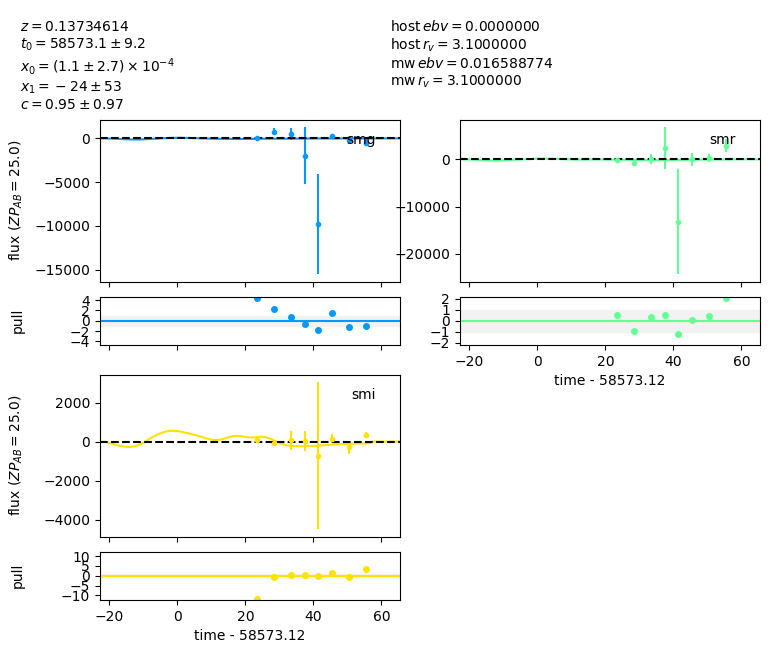 z = 0.13734614
t₀ = 58573.1 ± 9.2
x₀ = (1.1 ± 2.7) × 10⁻⁴
x₁ = −24 ± 53
c = 0.95 ± 0.97
host ebv = 0.0000000
host r_v = 3.1000000
mw ebv = 0.016588774
mw r_v = 3.1000000
smg
flux (ZP_AB = 25.0)
0
−5000
−10000
−15000
smr
0
−10000
−20000
pull
4
2
0
−2
−4
2
1
0
−1
−2
−20 0 20 40 60
time - 58573.12
smi
flux (ZP_AB = 25.0)
2000
0
−2000
−4000
pull
10
5
0
−5
−10
−20 0 20 40 60
time - 58573.12